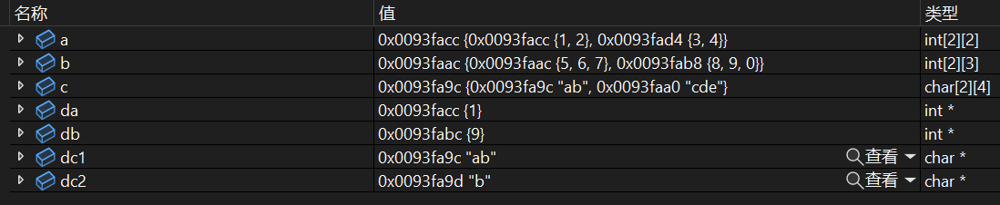 名称 值 类型
a 0x0093facc {0x0093facc {1, 2}, 0x0093fad4 {3, 4}} int[2][2]
b 0x0093faac {0x0093faac {5, 6, 7}, 0x0093fab8 {8, 9, 0}} int[2][3]
c 0x0093fa9c {0x0093fa9c "ab", 0x0093faa0 "cde"} char[2][4]
da 0x0093facc {1} int *
db 0x0093fabc {9} int *
dc1 0x0093fa9c "ab" 查看 char *
dc2 0x0093fa9d "b" 查看 char *